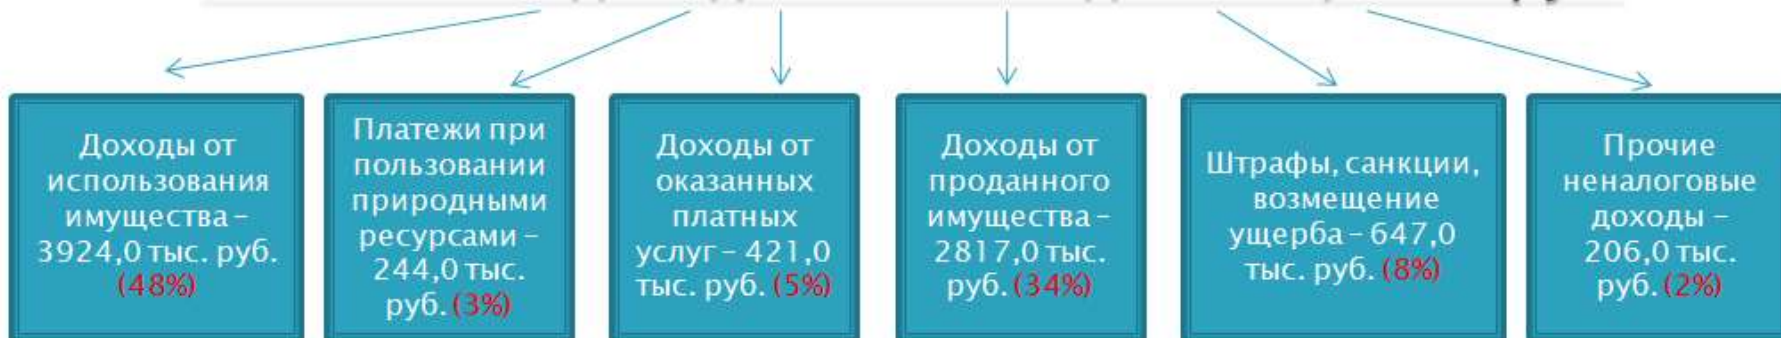 Доходы от
использования
имущества –
3924,0 тыс. руб.
(48%)
Платежи при
пользовании
природными
ресурсами –
244,0 тыс.
руб. (3%)
Доходы от
оказанных
платных
услуг – 421,0
тыс. руб. (5%)
Доходы от
проданного
имущества –
2817,0 тыс.
руб. (34%)
Штрафы, санкции,
возмещение
ущерба – 647,0
тыс. руб. (8%)
Прочие
неналоговые
доходы –
206,0 тыс.
руб. (2%)